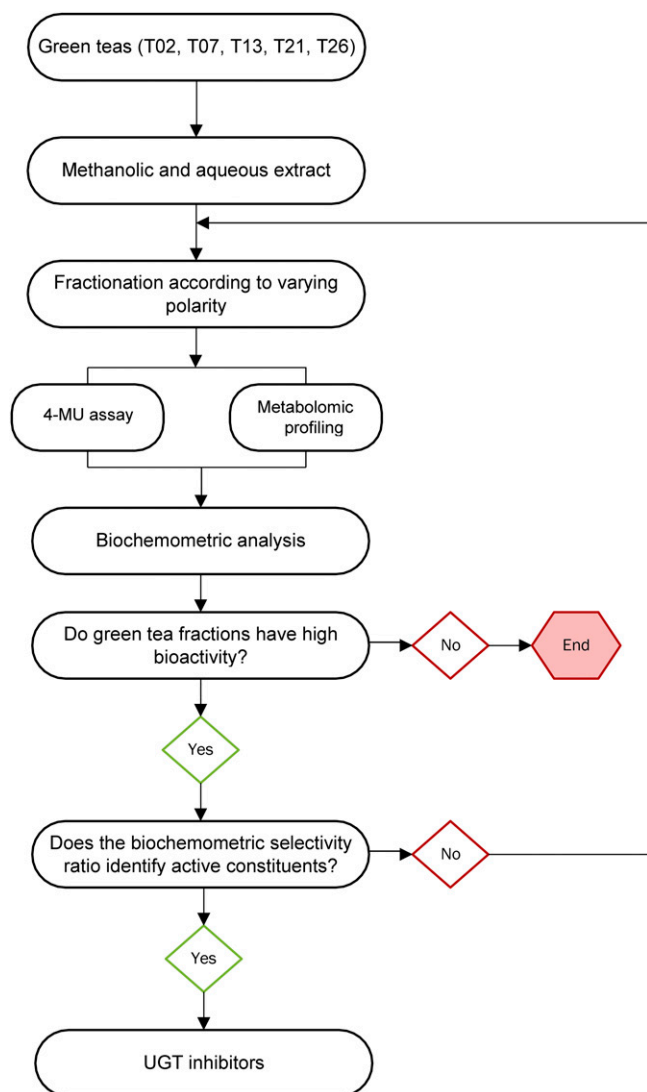 Green teas (T02, T07, T13, T21, T26)
Methanolic and aqueous extract
Fractionation according to varying
polarity
4-MU assay
Metabolomic
profiling
Biochemometric analysis
Do green tea fractions have high
bioactivity?
No
End
Yes
Does the biochemometric selectivity
ratio identify active constituents?
No
Yes
UGT inhibitors